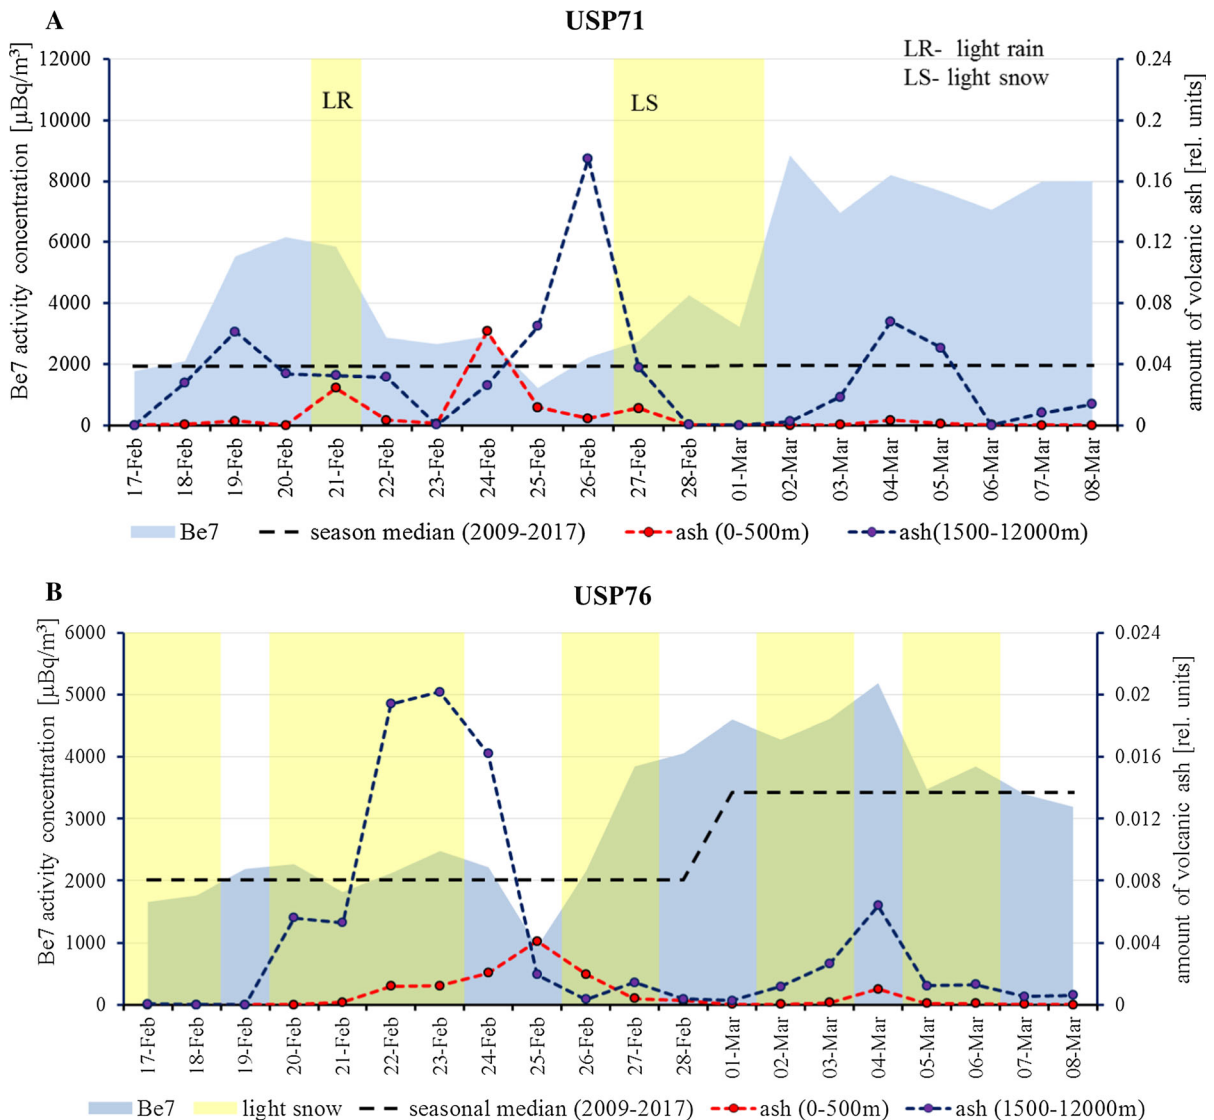 A
USP71
LR- light rain
LS- light snow
Be7 activity concentration [µBq/m³]
12000
10000
8000
6000
4000
2000
0
LR
LS
0.24
0.2
0.16
0.12
0.08
0.04
0
amount of volcanic ash [rel. units]
17-Feb
18-Feb
19-Feb
20-Feb
21-Feb
22-Feb
23-Feb
24-Feb
25-Feb
26-Feb
27-Feb
28-Feb
01-Mar
02-Mar
03-Mar
04-Mar
05-Mar
06-Mar
07-Mar
08-Mar
Be7 season median (2009-2017) ash (0-500m) ash(1500-12000m)
B
USP76
Be7 activity concentration [µBq/m³]
6000
5000
4000
3000
2000
1000
0
0.024
0.02
0.016
0.012
0.008
0.004
0
amount of volcanic ash [rel. units]
17-Feb
18-Feb
19-Feb
20-Feb
21-Feb
22-Feb
23-Feb
24-Feb
25-Feb
26-Feb
27-Feb
28-Feb
01-Mar
02-Mar
03-Mar
04-Mar
05-Mar
06-Mar
07-Mar
08-Mar
Be7 light snow seasonal median (2009-2017) ash (0-500m) ash (1500-12000m)